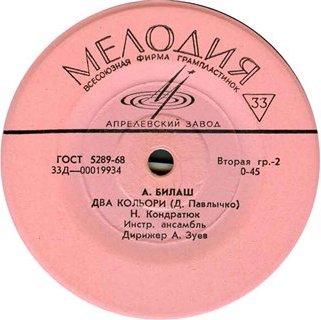 МЕЛОДИЯ
ВСЕСОЮЗНАЯ ФИРМА ГРАМПЛАСТИНОК
33
АПРЕЛЕВСКИЙ ЗАВОД
ГОСТ 5289-68 Вторая гр.-2
33Д—00019934 0-45
А. БИЛАШ
ДВА КОЛЬОРИ (Д. Павлычко)
Н. Кондратюк
Инстр. ансамбль
Дирижер А. Зуев